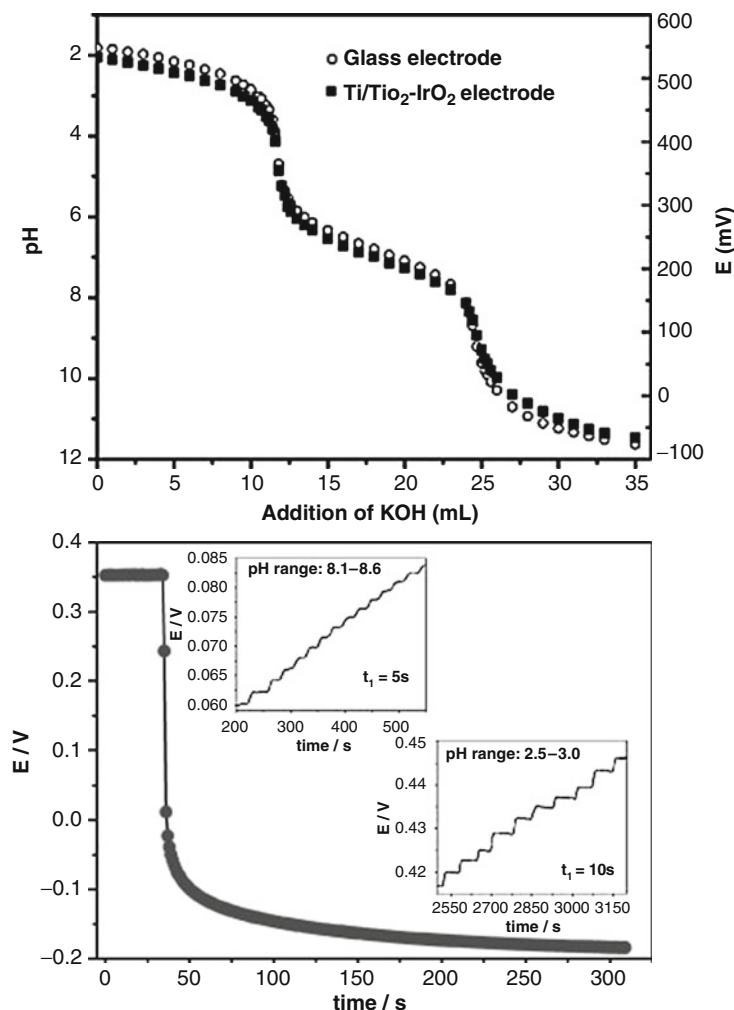 600
2
Glass electrode
500
Ti/Tio₂-IrO₂ electrode
4
400
pH
6
300
E (mV)
200
8
100
10
0
12
−100
0 5 10 15 20 25 30 35
Addition of KOH (mL)
0.4
0.3
0.2
0.1
0.0
−0.1
−0.2
E / V
0 50 100 150 200 250 300
time / s
0.085
0.080
0.075
0.070
0.065
0.060
E / V
pH range: 8.1–8.6
t₁ = 5s
200 300 400 500
time / s
0.45
0.44
0.43
0.42
E / V
pH range: 2.5–3.0
t₁ = 10s
2550 2700 2850 3000 3150
time / s